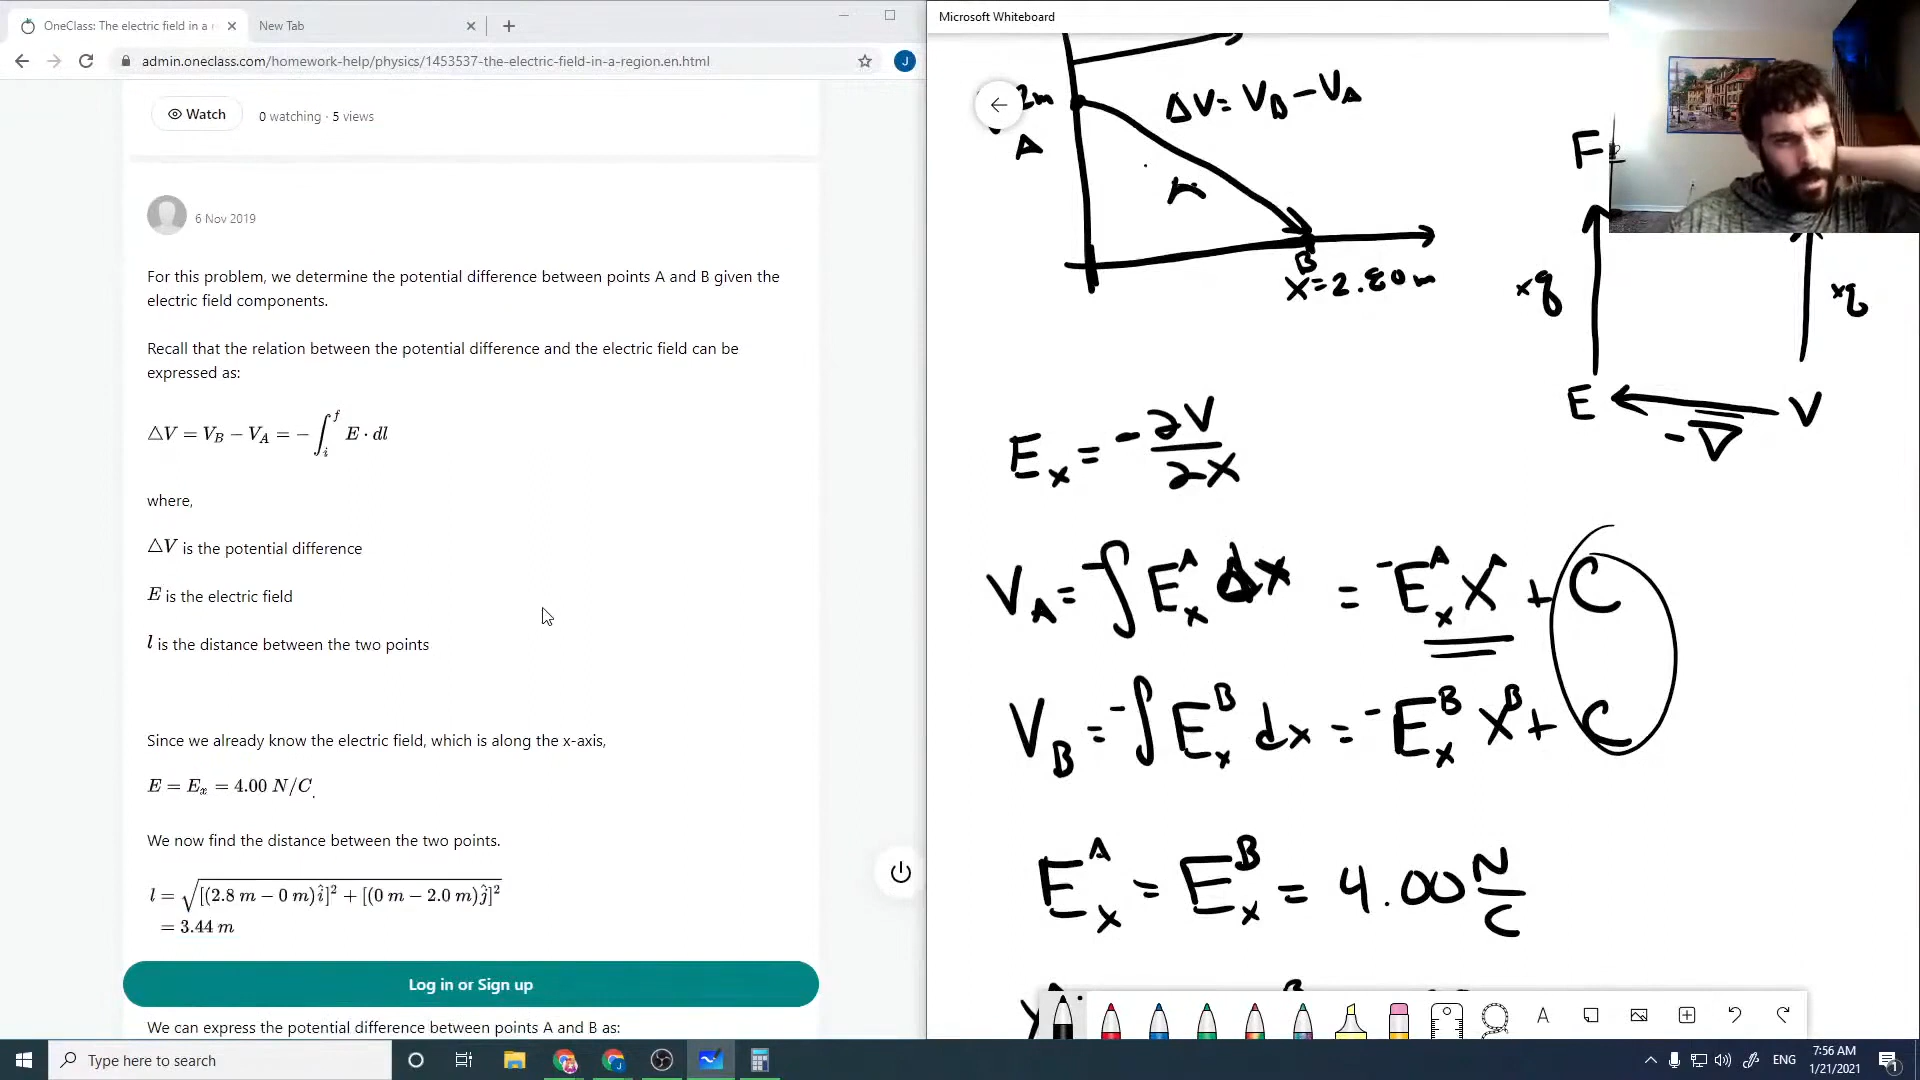 OneClass: The electric field in a r
New Tab
admin.oneclass.com/homework-help/physics/1453537-the-electric-field-in-a-region.en.html
J
Watch
0 watching · 5 views
6 Nov 2019
For this problem, we determine the potential difference between points A and B given the
electric field components.
Recall that the relation between the potential difference and the electric field can be
expressed as:
△V = V_B − V_A = − ∫_i^f E · dl
where,
△V is the potential difference
E is the electric field
l is the distance between the two points
Since we already know the electric field, which is along the x-axis,
E = E_x = 4.00 N/C.
We now find the distance between the two points.
l = √[(2.8 m − 0 m)î]² + [(0 m − 2.0 m)ĵ]²
= 3.44 m
Log in or Sign up
We can express the potential difference between points A and B as:
Microsoft Whiteboard
2m
A
ΔV = V_B − V_A
r
B
X = 2.80 m
F
xq
xq
E
V
−∇
E_x = − ∂V/∂X
V_A = −∫ E_x^A dx = −E_x^A X^A + C
V_B = −∫ E_x^B dx = −E_x^B X^B + C
E_x^A = E_x^B = 4.00 N/C
A
Type here to search
ENG
7:56 AM
1/21/2021
1